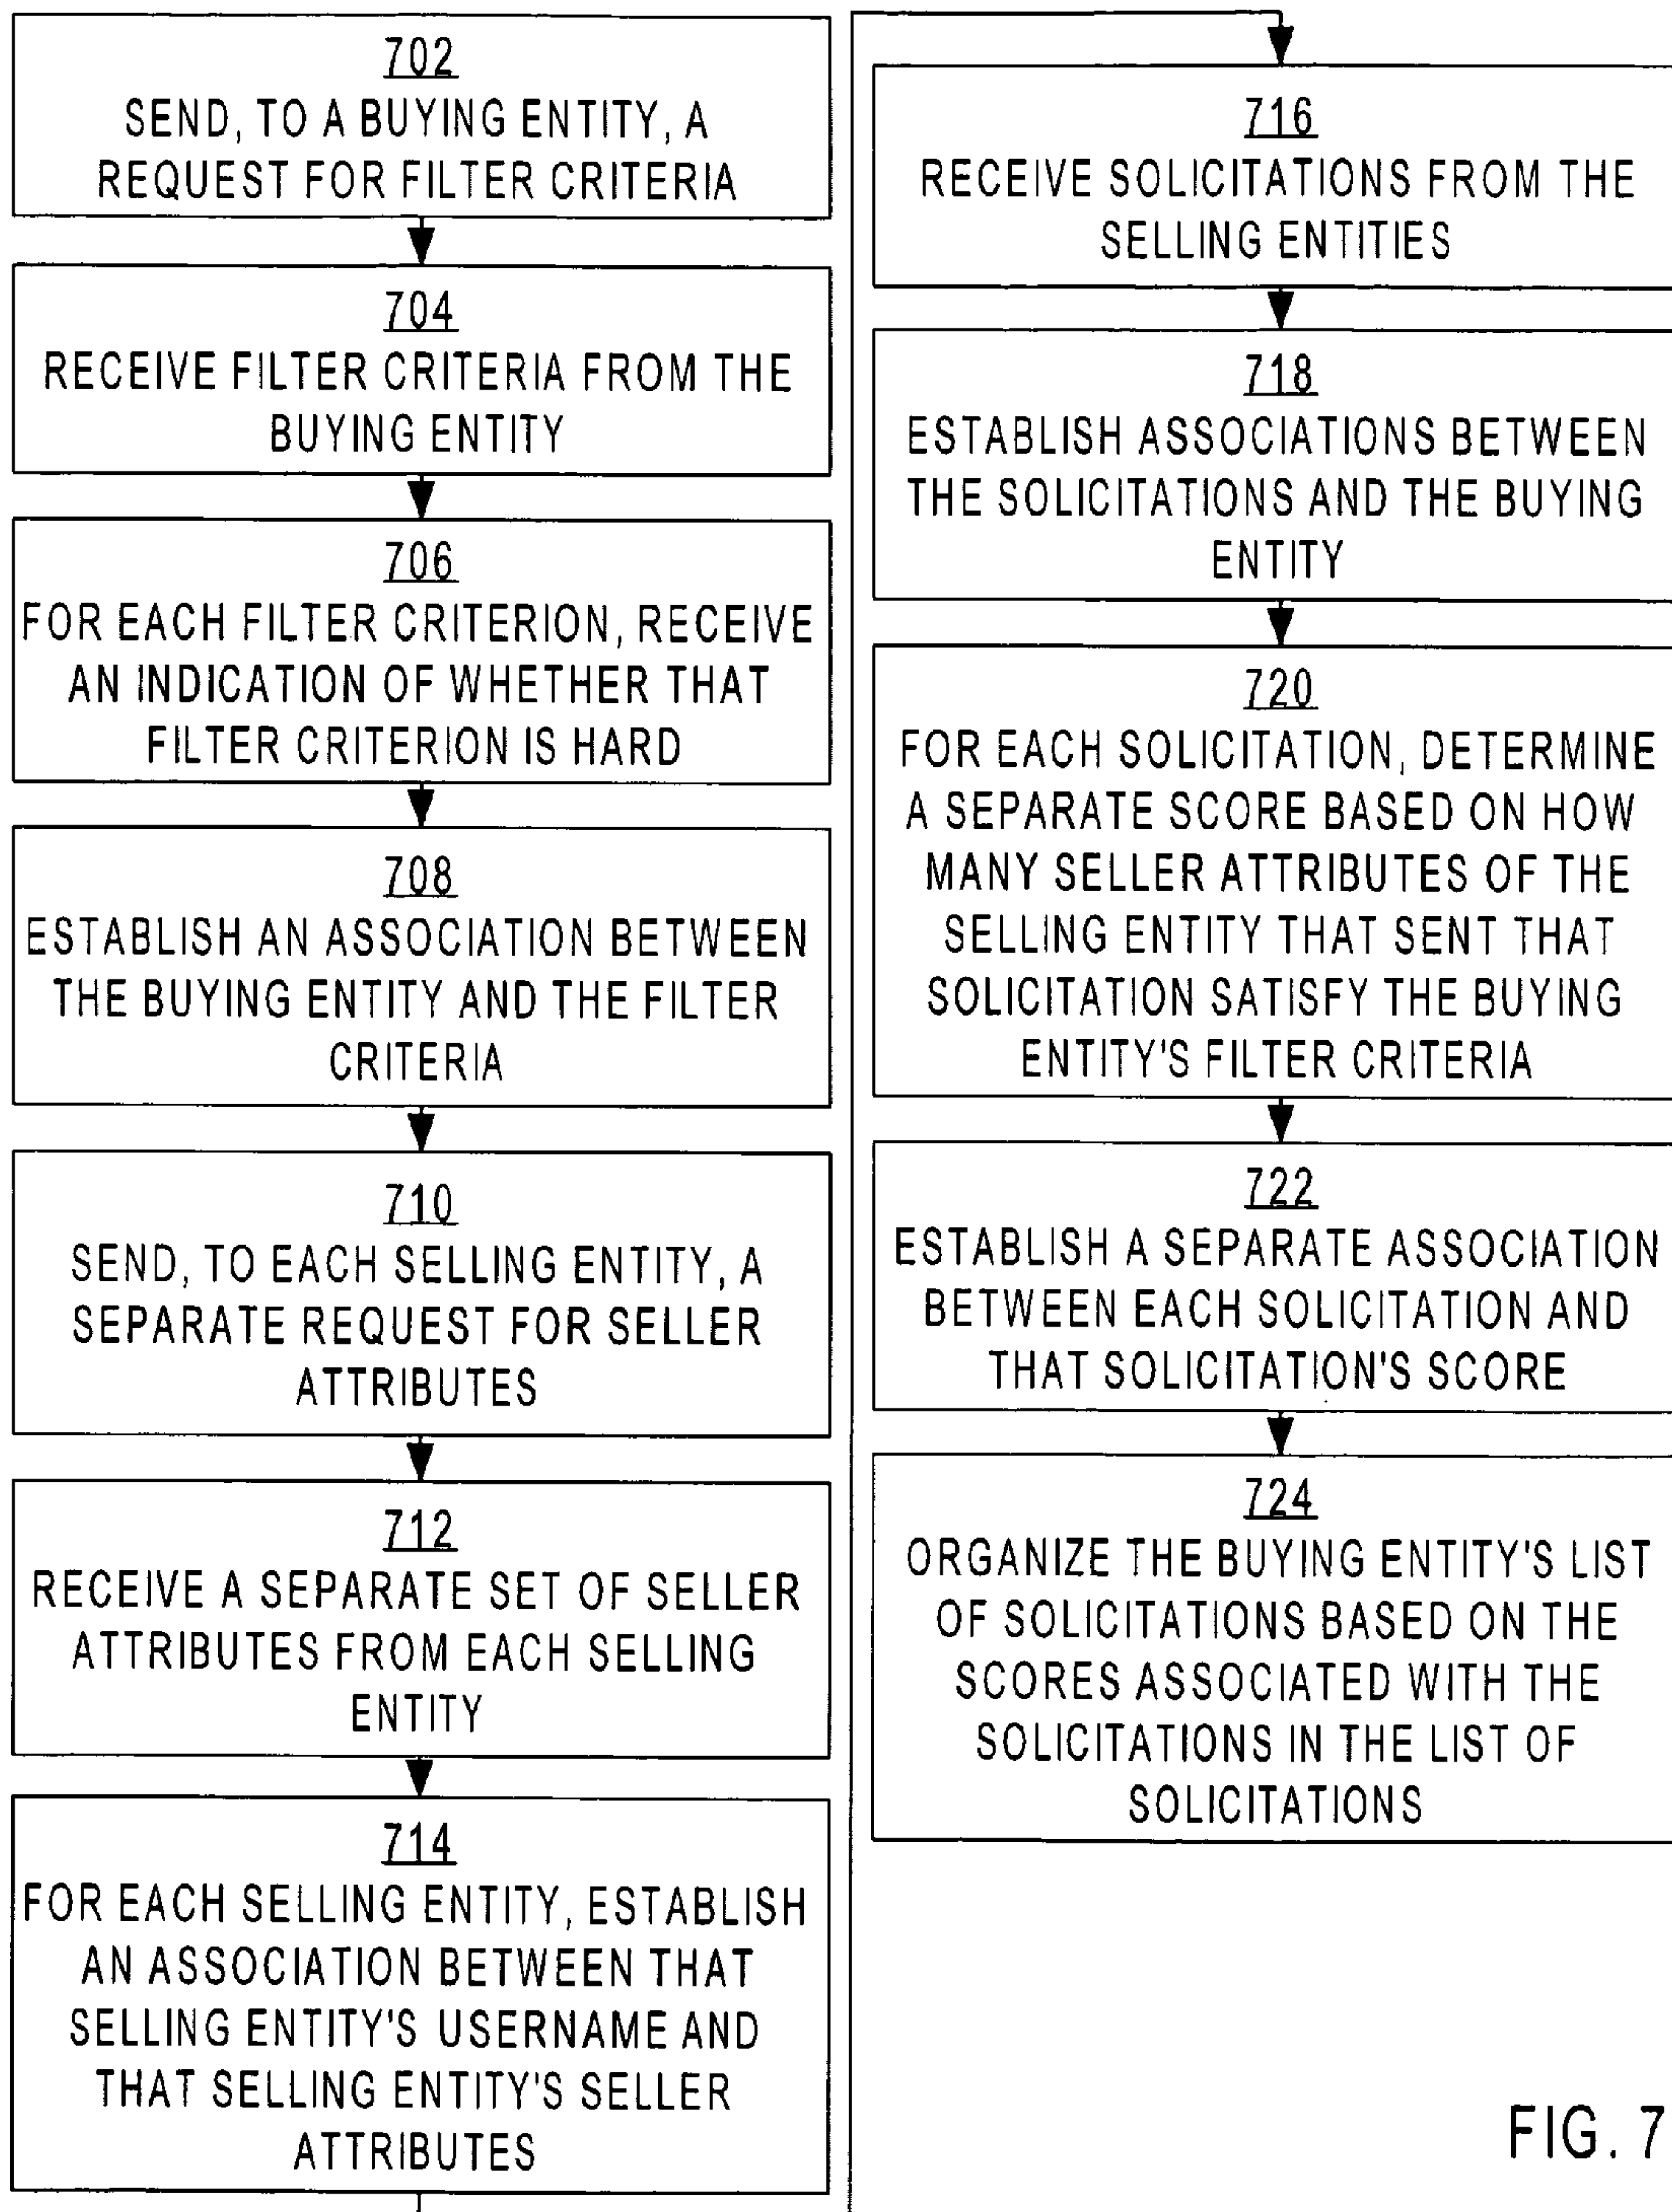 702
SEND, TO A BUYING ENTITY, A
REQUEST FOR FILTER CRITERIA
704
RECEIVE FILTER CRITERIA FROM THE
BUYING ENTITY
706
FOR EACH FILTER CRITERION, RECEIVE
AN INDICATION OF WHETHER THAT
FILTER CRITERION IS HARD
708
ESTABLISH AN ASSOCIATION BETWEEN
THE BUYING ENTITY AND THE FILTER
CRITERIA
710
SEND, TO EACH SELLING ENTITY, A
SEPARATE REQUEST FOR SELLER
ATTRIBUTES
712
RECEIVE A SEPARATE SET OF SELLER
ATTRIBUTES FROM EACH SELLING
ENTITY
714
FOR EACH SELLING ENTITY, ESTABLISH
AN ASSOCIATION BETWEEN THAT
SELLING ENTITY'S USERNAME AND
THAT SELLING ENTITY'S SELLER
ATTRIBUTES
716
RECEIVE SOLICITATIONS FROM THE
SELLING ENTITIES
718
ESTABLISH ASSOCIATIONS BETWEEN
THE SOLICITATIONS AND THE BUYING
ENTITY
720
FOR EACH SOLICITATION, DETERMINE
A SEPARATE SCORE BASED ON HOW
MANY SELLER ATTRIBUTES OF THE
SELLING ENTITY THAT SENT THAT
SOLICITATION SATISFY THE BUYING
ENTITY'S FILTER CRITERIA
722
ESTABLISH A SEPARATE ASSOCIATION
BETWEEN EACH SOLICITATION AND
THAT SOLICITATION'S SCORE
724
ORGANIZE THE BUYING ENTITY'S LIST
OF SOLICITATIONS BASED ON THE
SCORES ASSOCIATED WITH THE
SOLICITATIONS IN THE LIST OF
SOLICITATIONS
FIG. 7